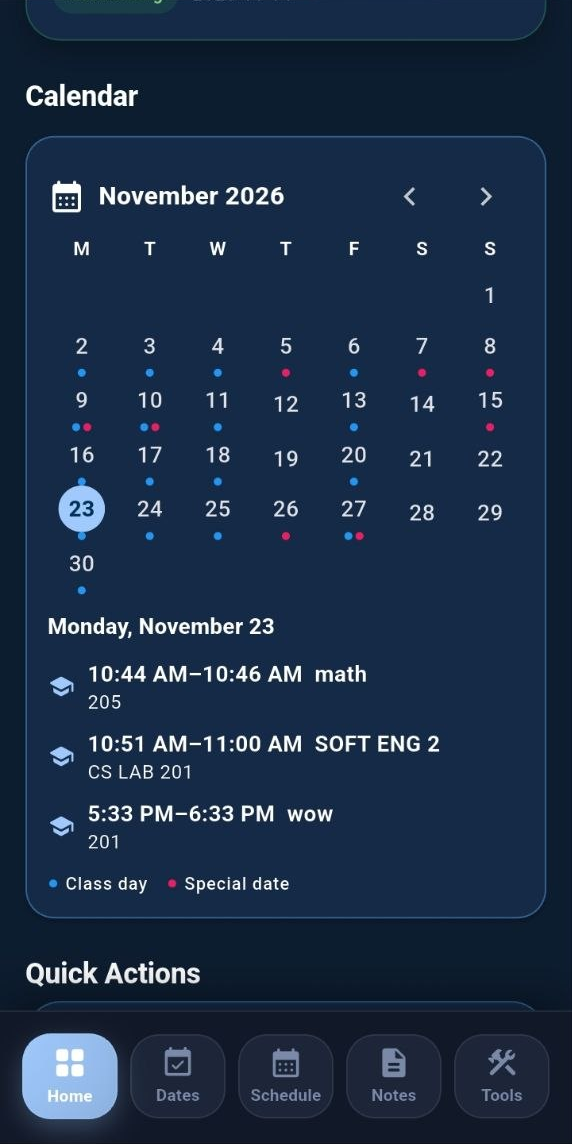 Calendar
November 2026
M T W T F S S
1
2 3 4 5 6 7 8
9 10 11 12 13 14 15
16 17 18 19 20 21 22
23 24 25 26 27 28 29
30
Monday, November 23
10:44 AM–10:46 AM math
205
10:51 AM–11:00 AM SOFT ENG 2
CS LAB 201
5:33 PM–6:33 PM wow
201
Class day Special date
Quick Actions
Home Dates Schedule Notes Tools